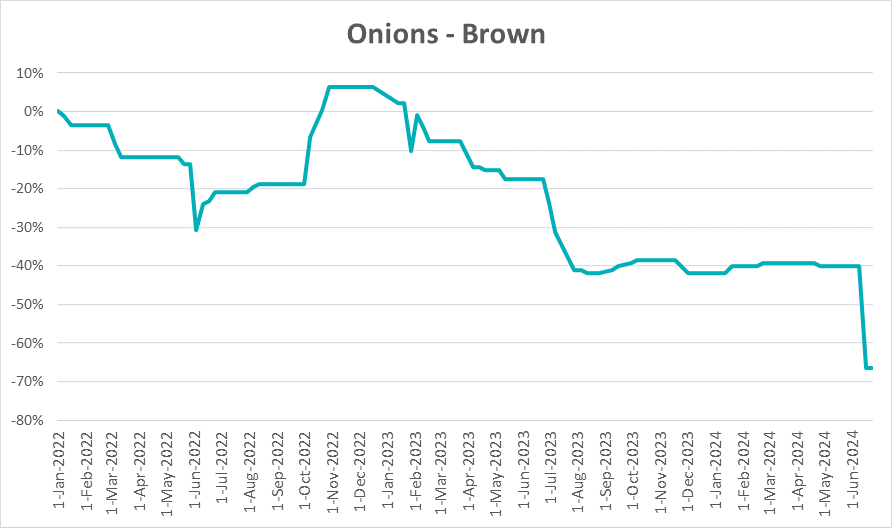 Onions - Brown
10%
0%
-10%
-20%
-30%
-40%
-50%
-60%
-70%
-80%
1-Jan-2022
1-Feb-2022
1-Mar-2022
1-Apr-2022
1-May-2022
1-Jun-2022
1-Jul-2022
1-Aug-2022
1-Sep-2022
1-Oct-2022
1-Nov-2022
1-Dec-2022
1-Jan-2023
1-Feb-2023
1-Mar-2023
1-Apr-2023
1-May-2023
1-Jun-2023
1-Jul-2023
1-Aug-2023
1-Sep-2023
1-Oct-2023
1-Nov-2023
1-Dec-2023
1-Jan-2024
1-Feb-2024
1-Mar-2024
1-Apr-2024
1-May-2024
1-Jun-2024